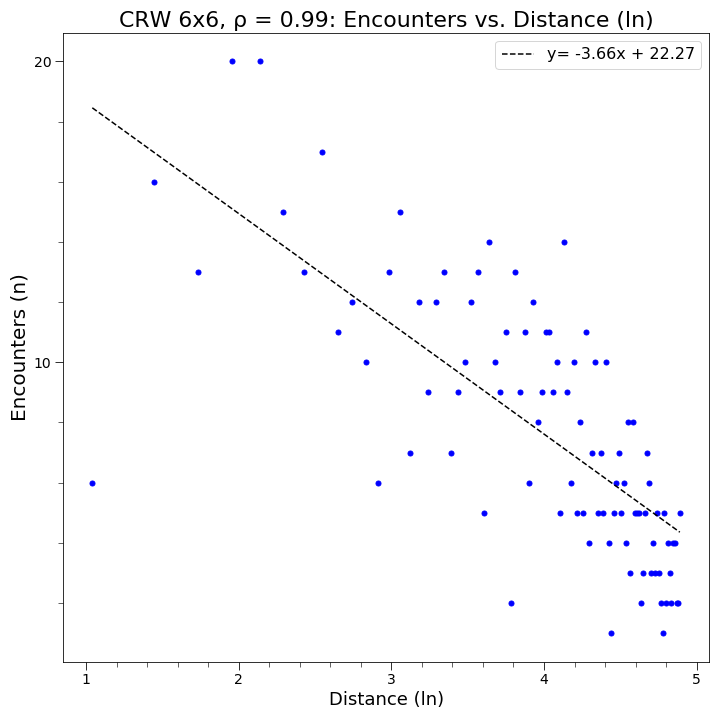 CRW 6x6, ρ = 0.99: Encounters vs. Distance (ln)
y= -3.66x + 22.27
Encounters (n)
20
10
1 2 3 4 5
Distance (ln)